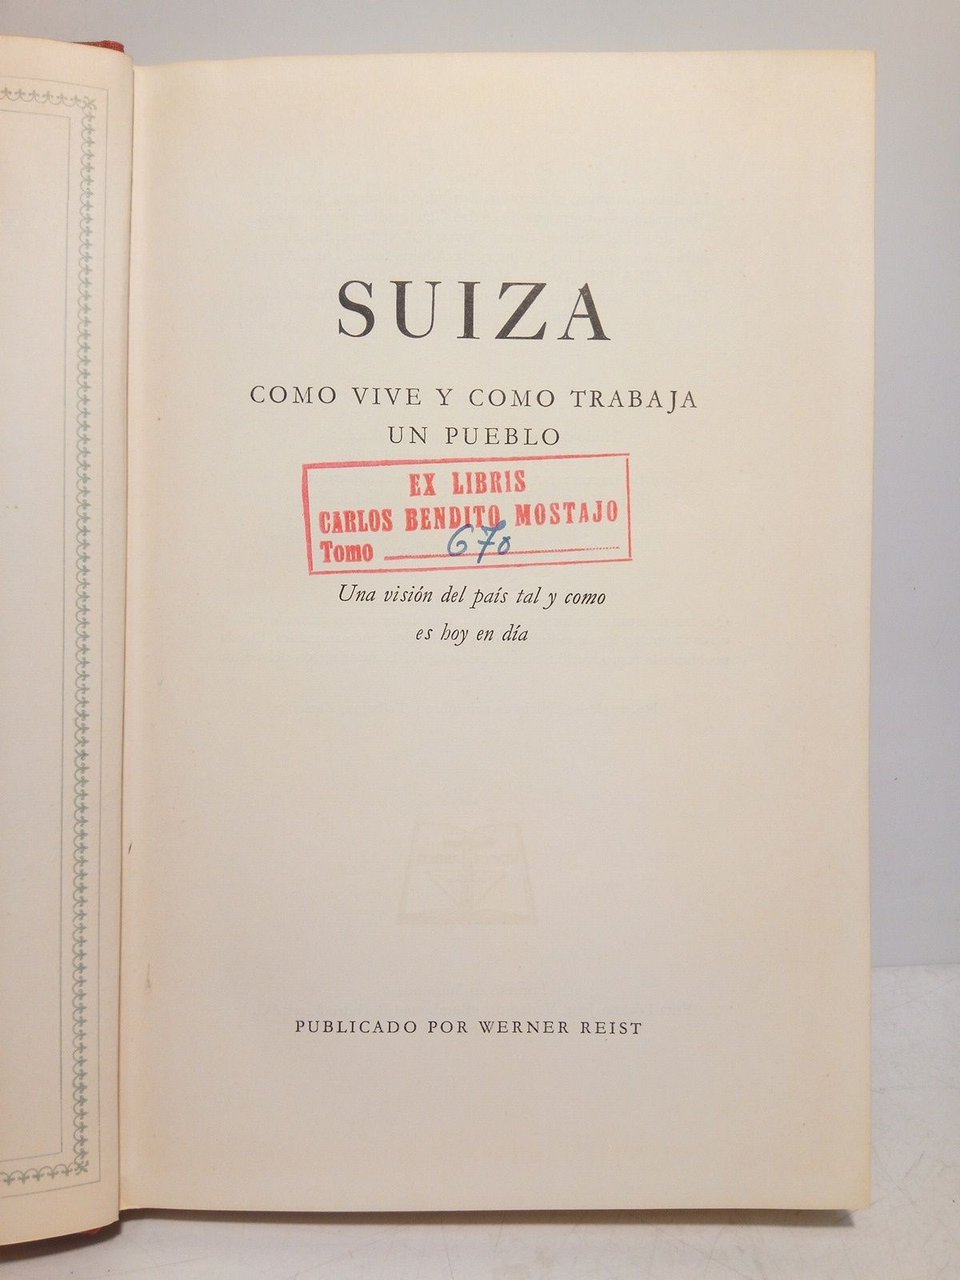 SUIZA
COMO VIVE Y COMO TRABAJA
UN PUEBLO
EX LIBRIS
CARLOS BENDITO MOSTAJO
Tomo 670
Una visión del país tal y como
es hoy en día
PUBLICADO POR WERNER REIST